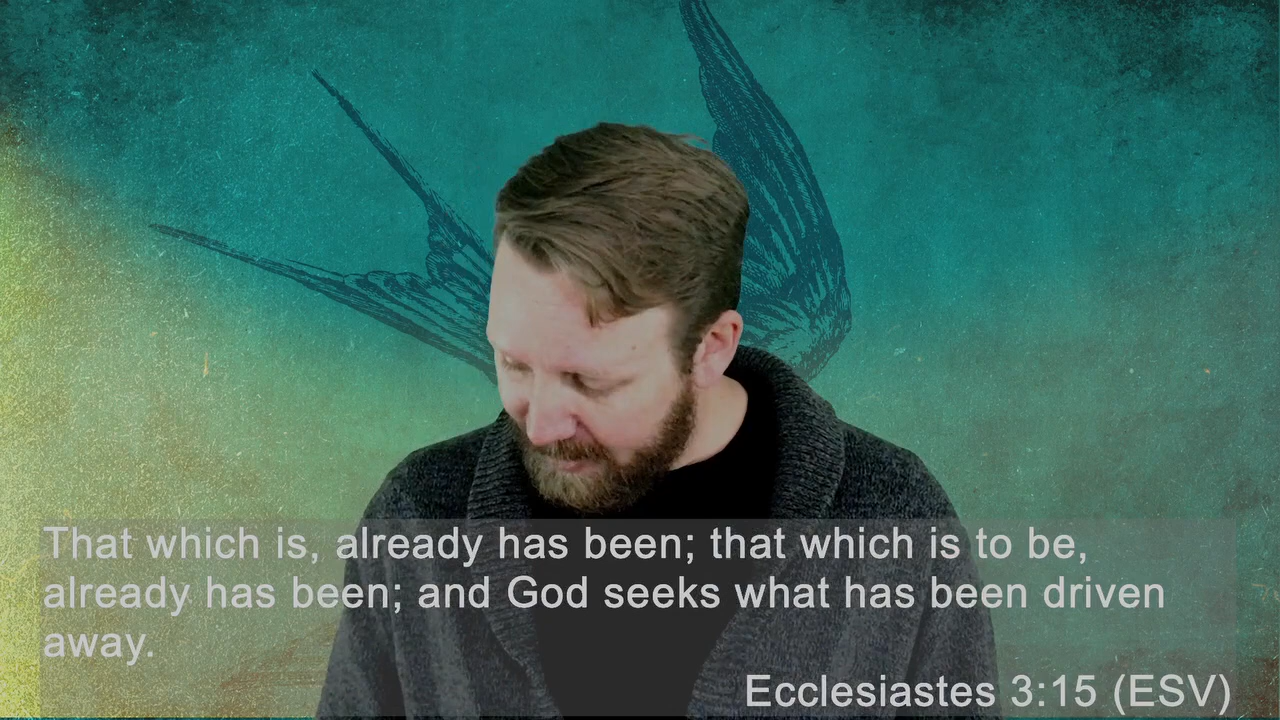 That which is, already has been; that which is to be,
already has been; and God seeks what has been driven
away.
Ecclesiastes 3:15 (ESV)